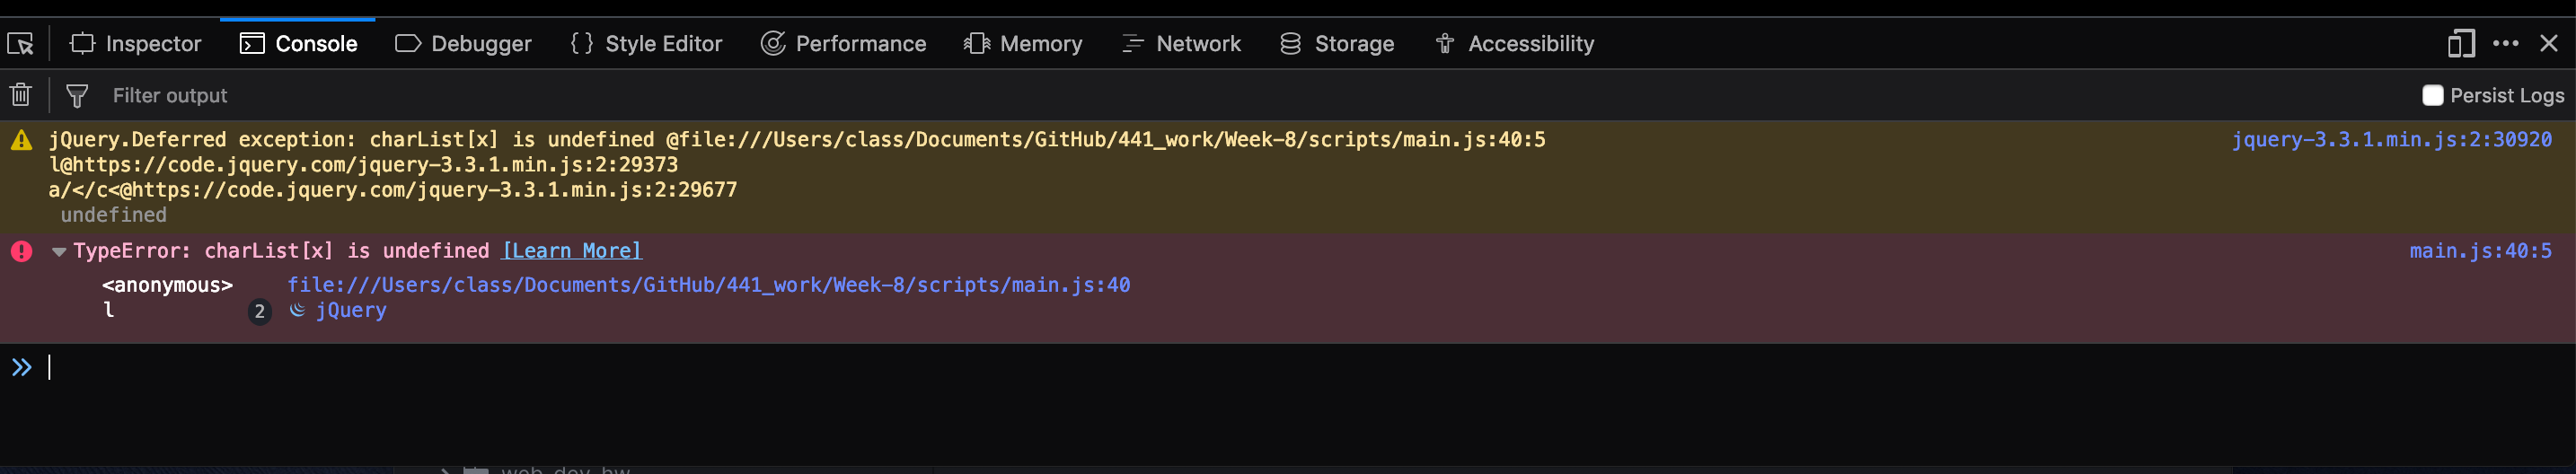 Inspector Console Debugger Style Editor Performance Memory Network Storage Accessibility
Filter output Persist Logs
jQuery.Deferred exception: charList[x] is undefined @file:///Users/class/Documents/GitHub/441_work/Week-8/scripts/main.js:40:5 jquery-3.3.1.min.js:2:30920
l@https://code.jquery.com/jquery-3.3.1.min.js:2:29373
a/</c<@https://code.jquery.com/jquery-3.3.1.min.js:2:29677
undefined
TypeError: charList[x] is undefined [Learn More] main.js:40:5
<anonymous> file:///Users/class/Documents/GitHub/441_work/Week-8/scripts/main.js:40
l 2 jQuery